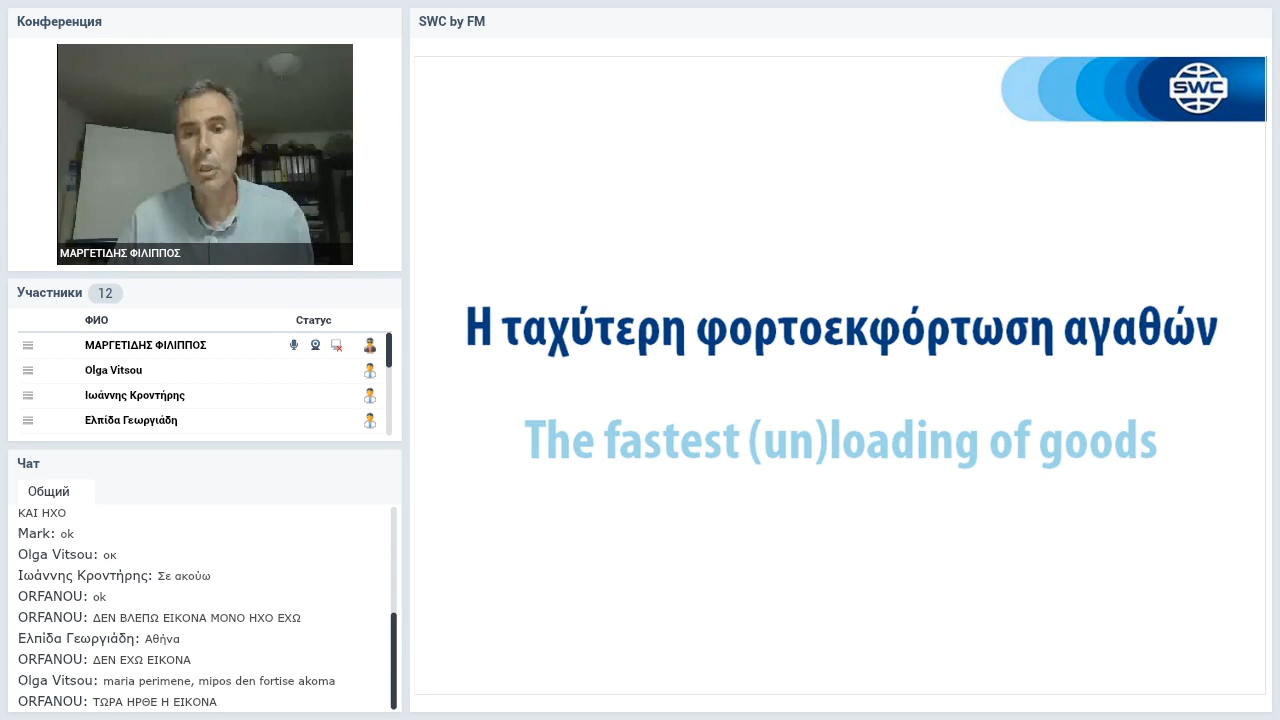 Конференция
ΜΑΡΓΕΤΙΔΗΣ ΦΙΛΙΠΠΟΣ
Участники 12
ФИО Статус
ΜΑΡΓΕΤΙΔΗΣ ΦΙΛΙΠΠΟΣ
Olga Vitsou
Ιωάννης Κροντήρης
Ελπίδα Γεωργιάδη
Чат
Общий
ΚΑΙ ΗΧΟ
Mark: ok
Olga Vitsou: οκ
Ιωάννης Κροντήρης: Σε ακούω
ORFANOU: ok
ORFANOU: ΔΕΝ ΒΛΕΠΩ ΕΙΚΟΝΑ ΜΟΝΟ ΗΧΟ ΕΧΩ
Ελπίδα Γεωργιάδη: Αθήνα
ORFANOU: ΔΕΝ ΕΧΩ ΕΙΚΟΝΑ
Olga Vitsou: maria perimene, mipos den fortise akoma
ORFANOU: ΤΩΡΑ ΗΡΘΕ Η ΕΙΚΟΝΑ
SWC by FM
SWC
Η ταχύτερη φορτοεκφόρτωση αγαθών
The fastest (un)loading of goods